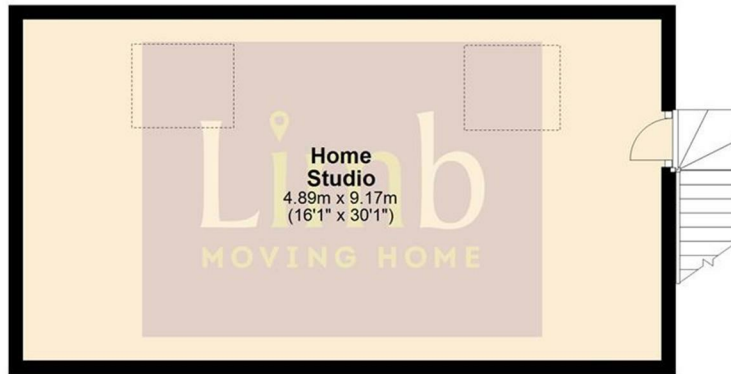 Home
Studio
4.89m x 9.17m
(16'1" x 30'1")
Limb
MOVING HOME